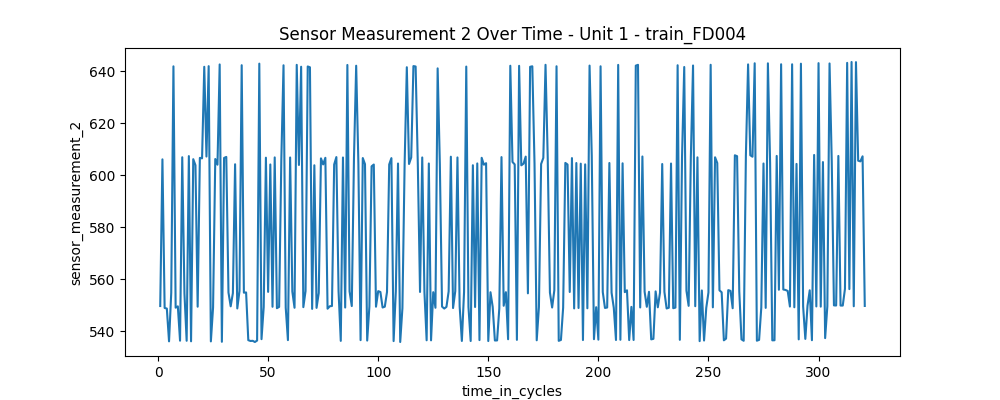 Sensor Measurement 2 Over Time - Unit 1 - train_FD004
sensor_measurement_2
640
620
600
580
560
540
0 50 100 150 200 250 300
time_in_cycles